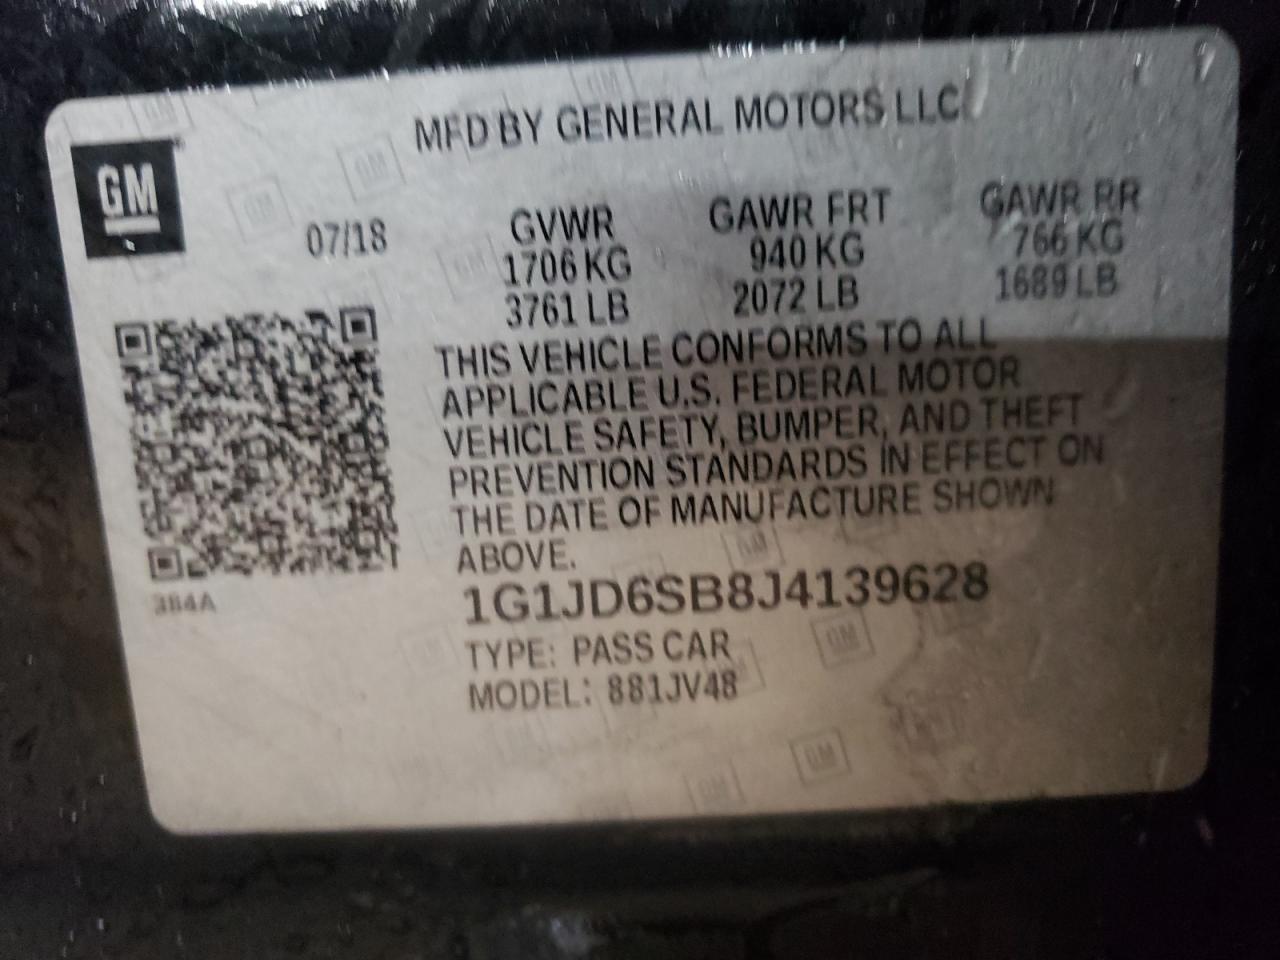 MFD BY GENERAL MOTORS LLC
GM
07/18 GVWR GAWR FRT GAWR RR
1706 KG 940 KG 766 KG
3761 LB 2072 LB 1689 LB
THIS VEHICLE CONFORMS TO ALL
APPLICABLE U.S. FEDERAL MOTOR
VEHICLE SAFETY, BUMPER, AND THEFT
PREVENTION STANDARDS IN EFFECT ON
THE DATE OF MANUFACTURE SHOWN
ABOVE.
384A
1G1JD6SB8J4139628
TYPE: PASS CAR
MODEL: 881JV48